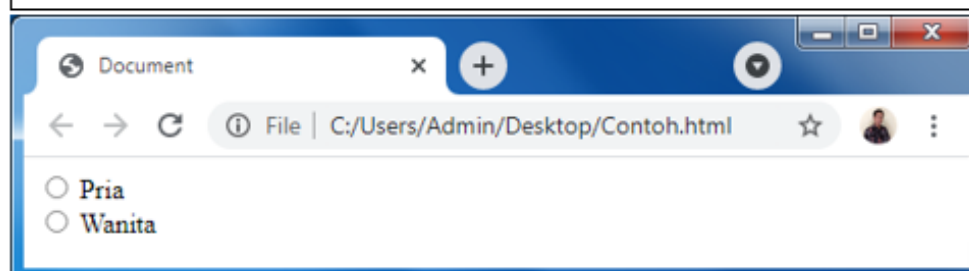 Document
File | C:/Users/Admin/Desktop/Contoh.html
Pria
Wanita